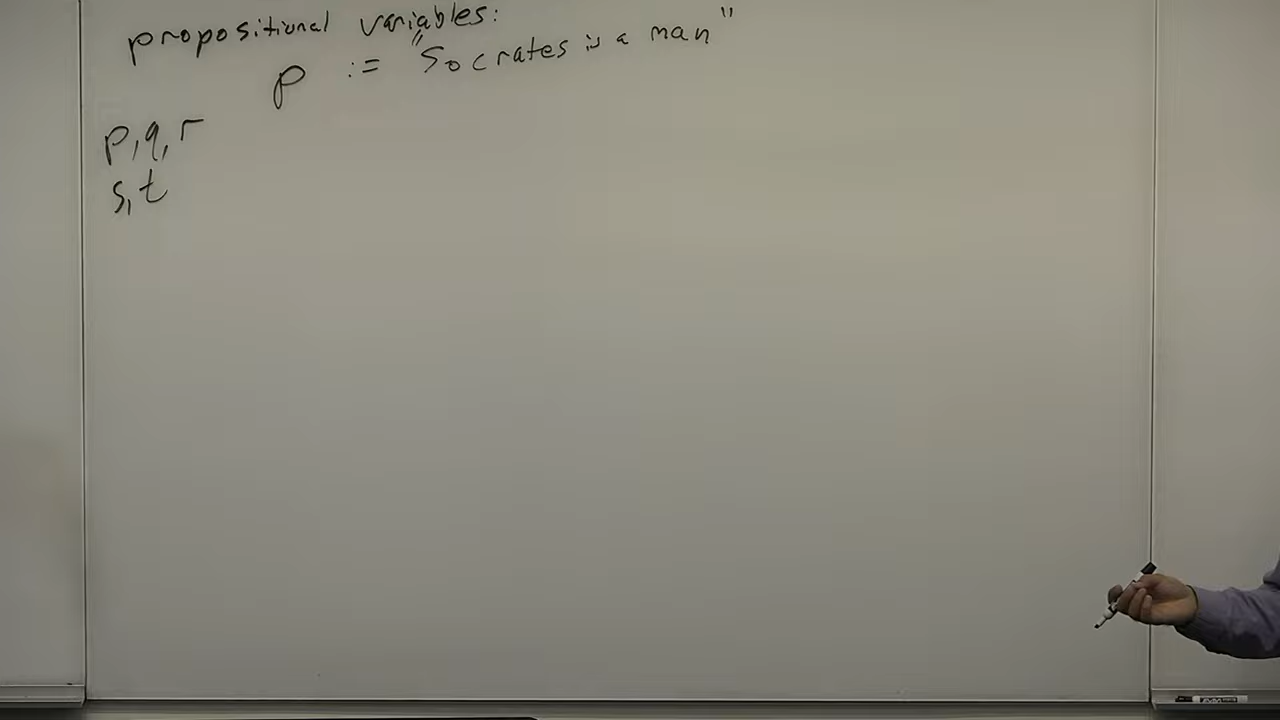 propositional variables:
p := "Socrates is a man"
p, q, r
s, t